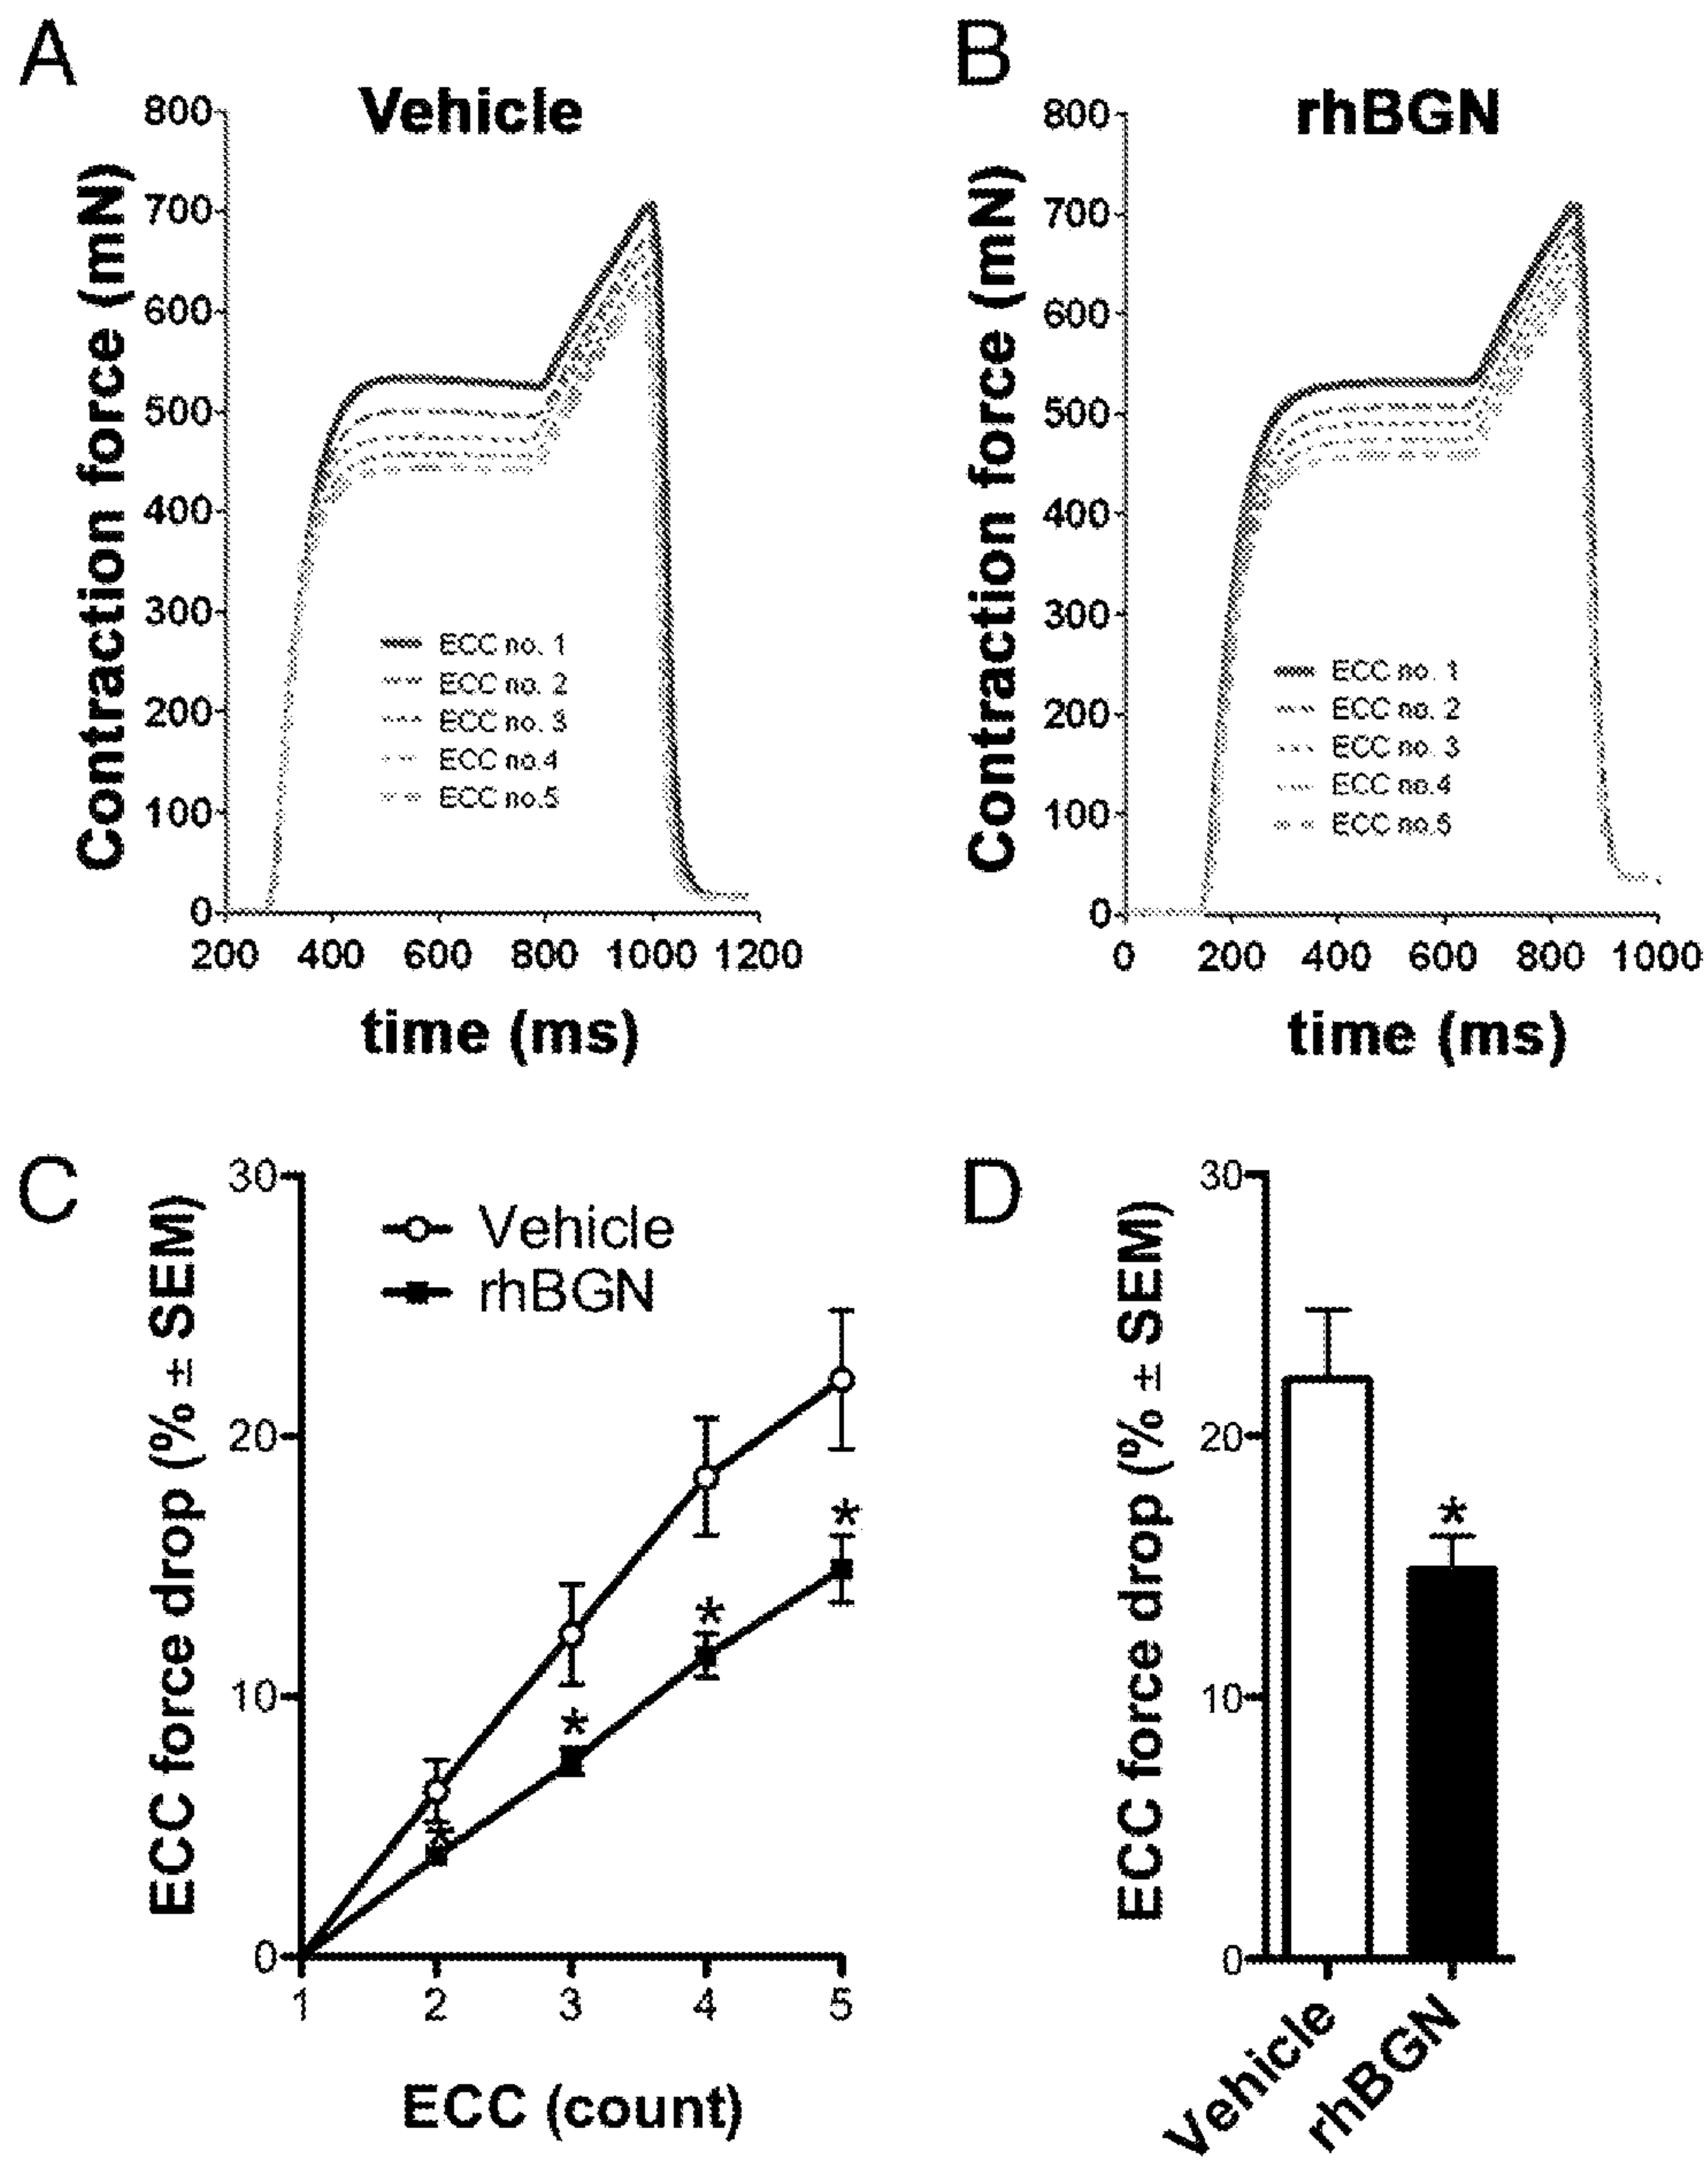 A
Vehicle
Contraction force (mN)
800
700
600
500
400
300
200
100
0
ECC no. 1
ECC no. 2
ECC no. 3
ECC no.4
ECC no.5
200 400 600 800 1000 1200
time (ms)
B
rhBGN
Contraction force (mN)
800
700
600
500
400
300
200
100
0
ECC no. 1
ECC no. 2
ECC no. 3
ECC no.4
ECC no.5
0 200 400 600 800 1000
time (ms)
C
ECC force drop (% ± SEM)
30
20
10
0
Vehicle
rhBGN
*
*
*
*
1 2 3 4 5
ECC (count)
D
ECC force drop (% ± SEM)
30
20
10
0
*
Vehicle
rhBGN